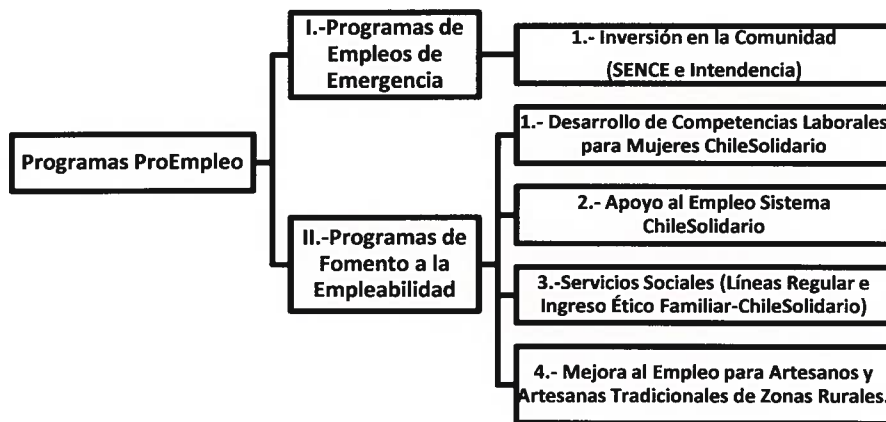 Programas ProEmpleo
I.-Programas de
Empleos de
Emergencia
1.- Inversión en la Comunidad
(SENCE e Intendencia)
II.-Programas de
Fomento a la
Empleabilidad
1.- Desarrollo de Competencias Laborales
para Mujeres ChileSolidario
2.- Apoyo al Empleo Sistema
ChileSolidario
3.-Servicios Sociales (Líneas Regular e
Ingreso Ético Familiar-ChileSolidario)
4.- Mejora al Empleo para Artesanos y
Artesanas Tradicionales de Zonas Rurales.